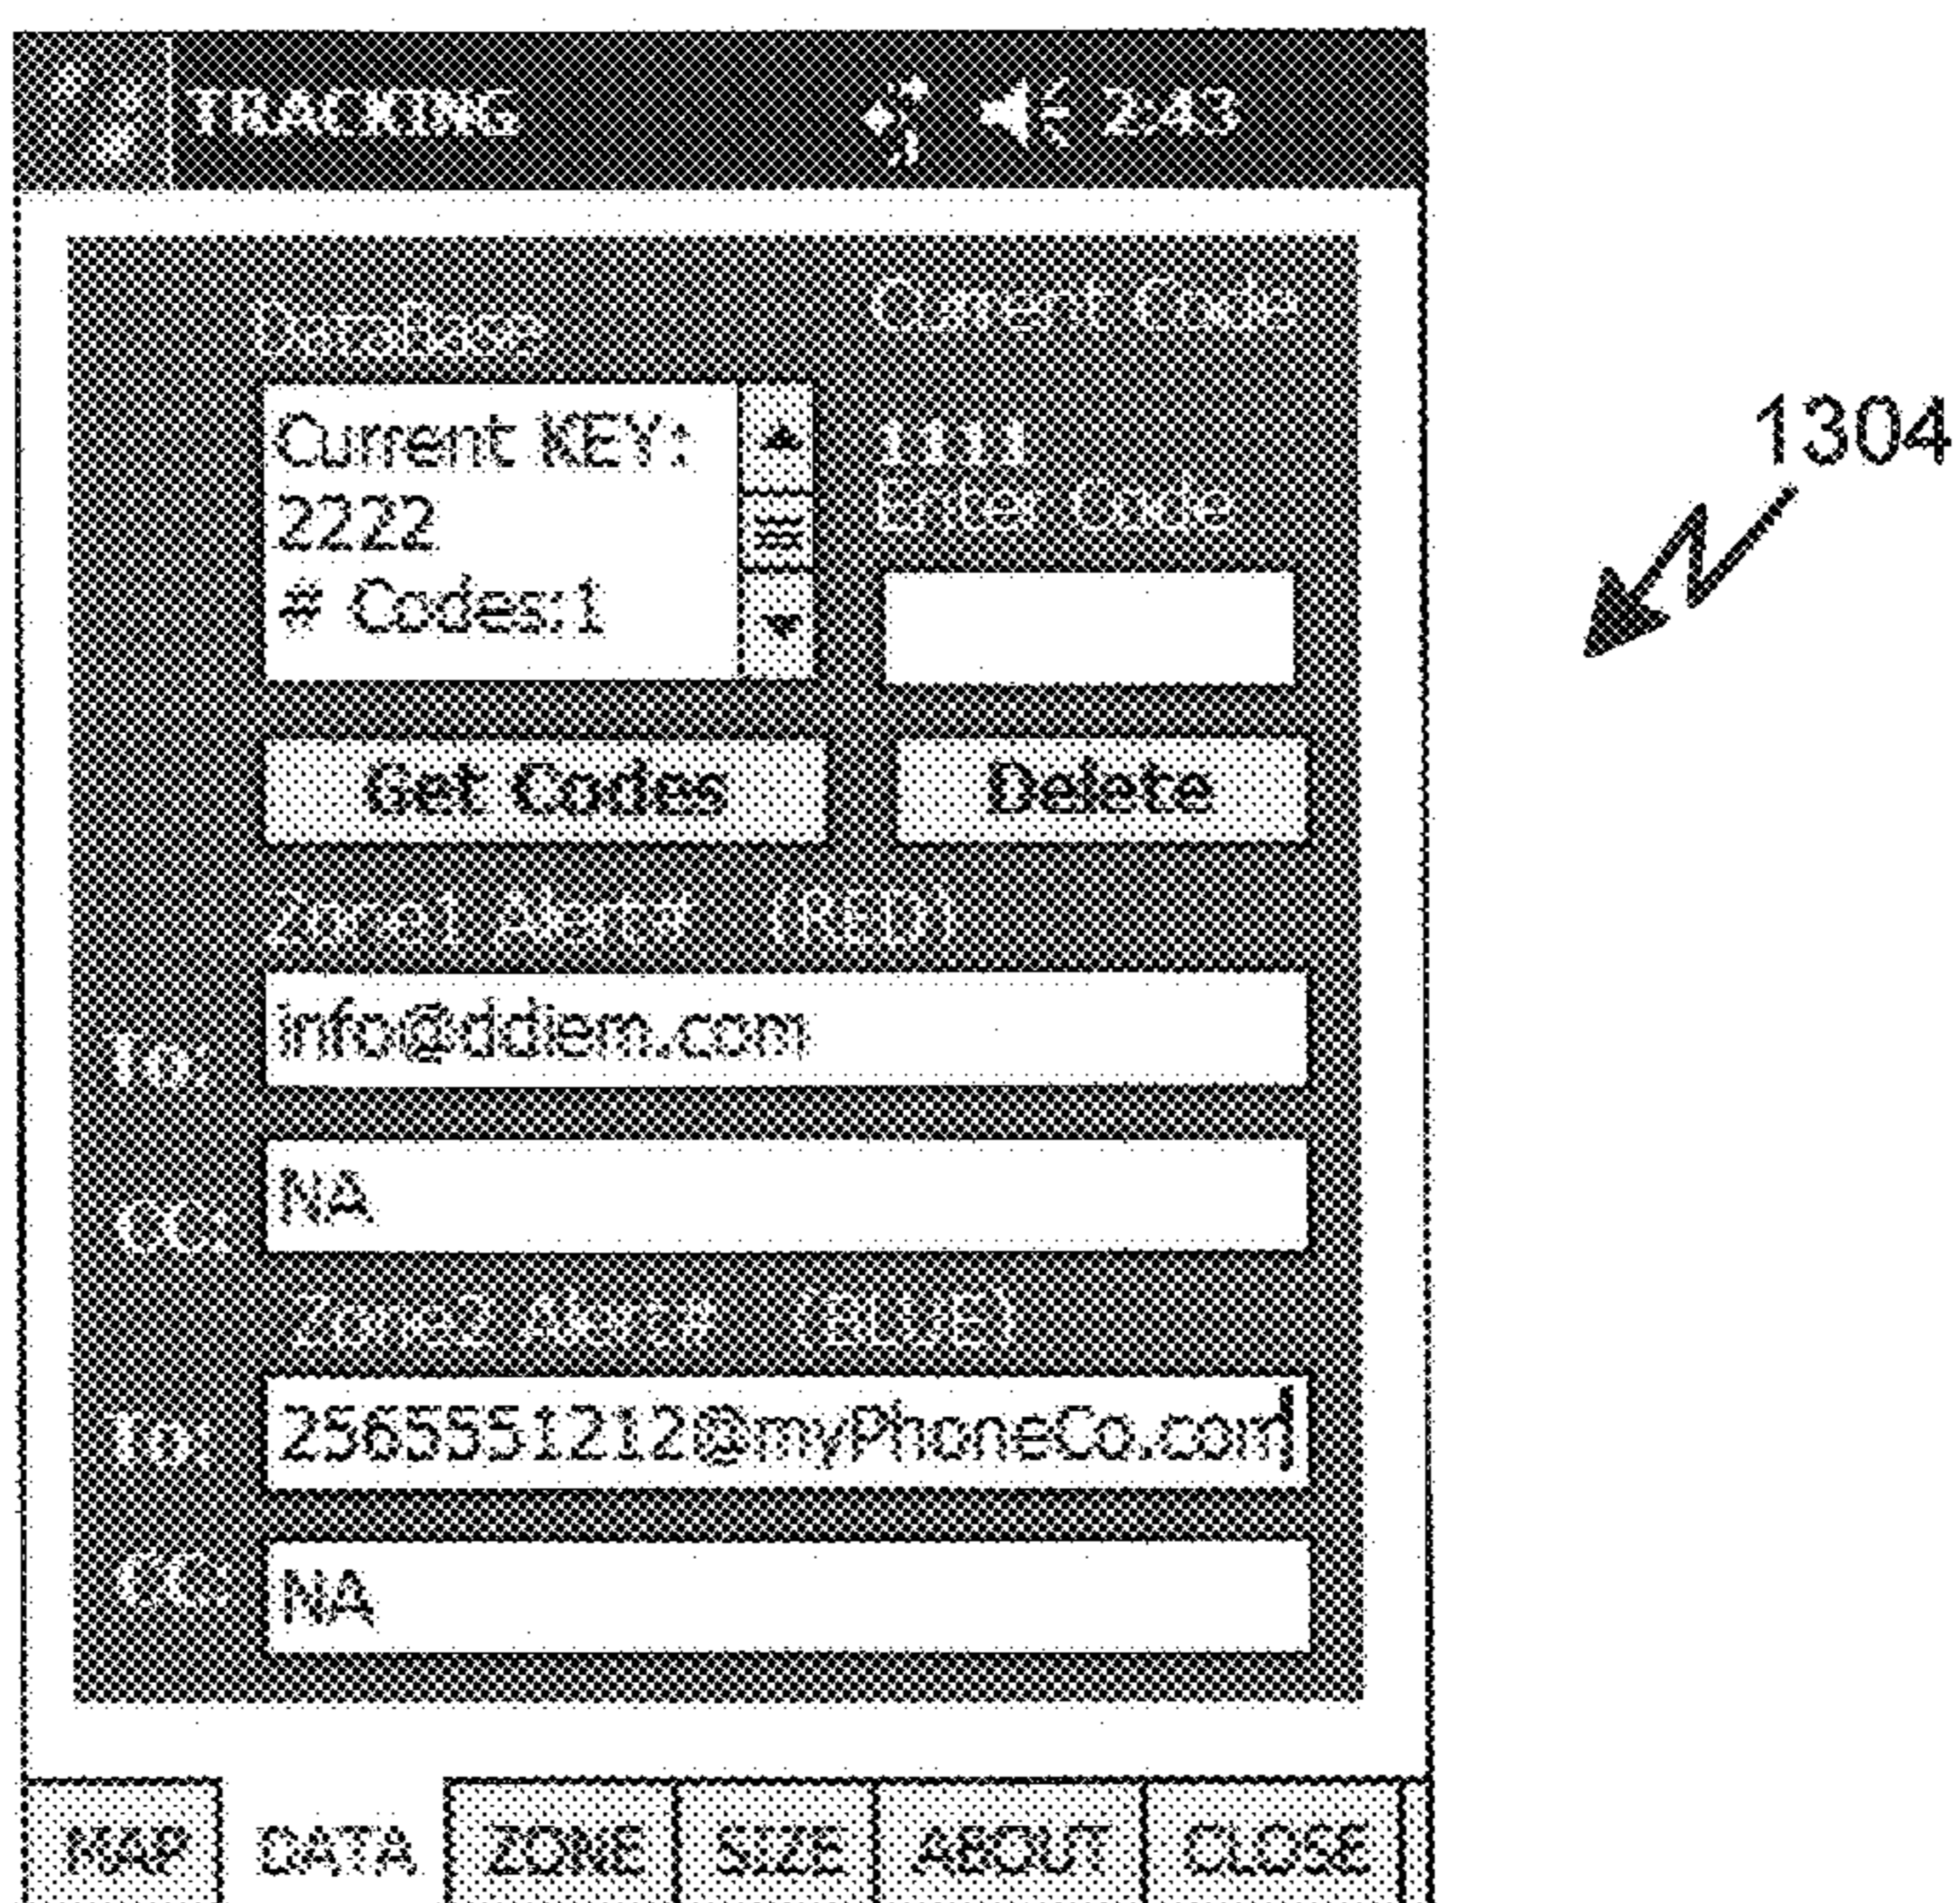 TRACKING 2:43
DataBase
Current Code
Current KEY:
2222
# Codes:1
1111
Enter Code
1304
Get Codes
Delete
Zone1 Alert# (RED)
To:
info@ddiem.com
CC:
NA
Zone2 Alert# (BLUE)
To:
2565551212@myPhoneCo.com
CC:
NA
MAP DATA ZONE SIZE ABOUT CLOSE